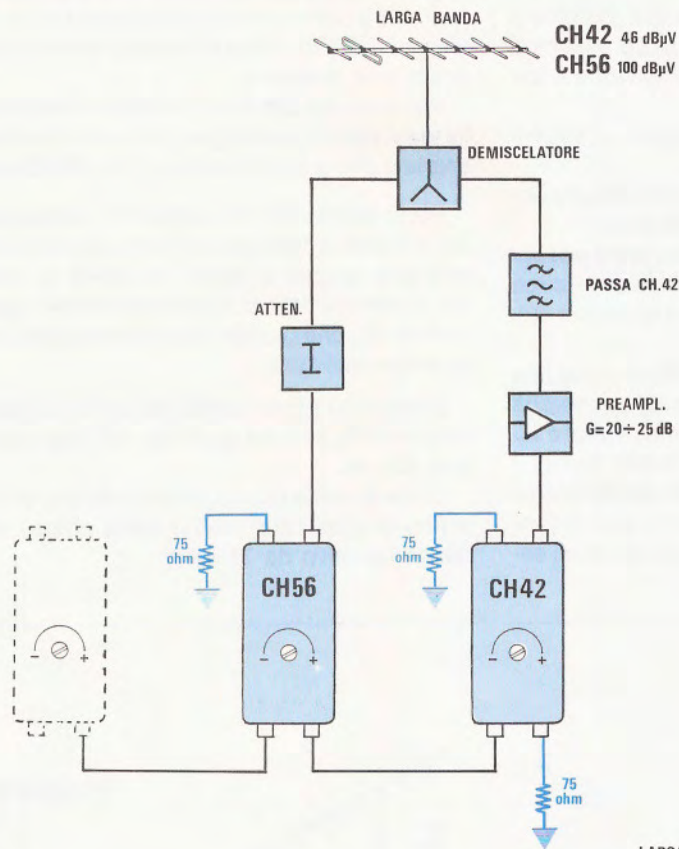 LARGA BANDA
CH42 46 dBµV
CH56 100 dBµV
DEMISCELATORE
PASSA CH.42
ATTEN.
PREAMPL.
G=20÷25 dB
75
ohm
CH56
- +
75
ohm
CH42
- +
- +
75
ohm